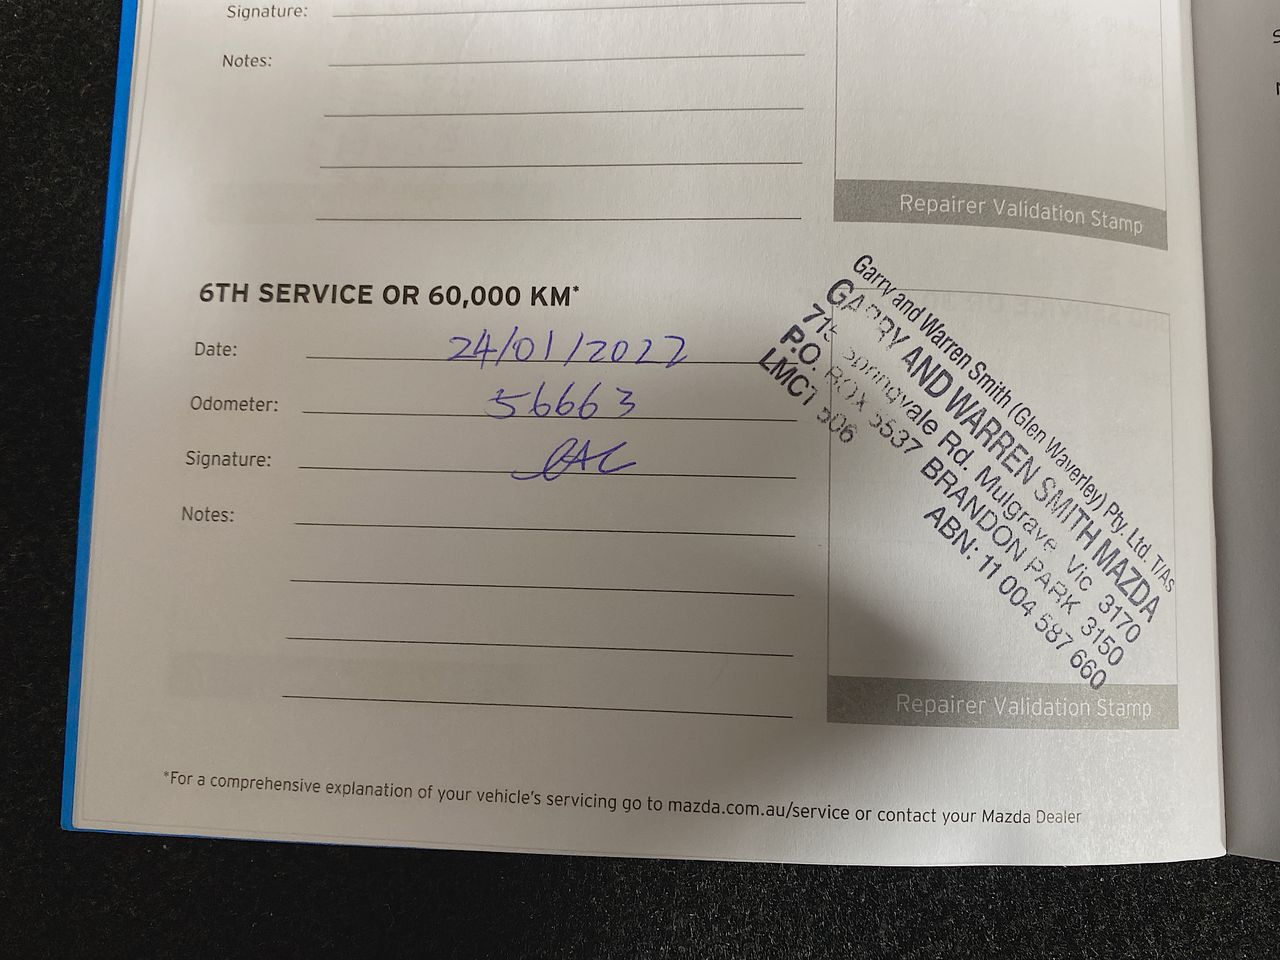 Signature:
Notes:
Repairer Validation Stamp
6TH SERVICE OR 60,000 KM*
Date: 24/01/2022
Odometer: 56663
Signature:
Notes:
Garry and Warren Smith (Glen Waverley) Pty. Ltd. T/As
GARRY AND WARREN SMITH MAZDA
Springvale Rd. Mulgrave Vic 3170
P.O. BOX 5537 BRANDON PARK 3150
LMCT ABN: 11 004 587 660
Repairer Validation Stamp
*For a comprehensive explanation of your vehicle's servicing go to mazda.com.au/service or contact your Mazda Dealer